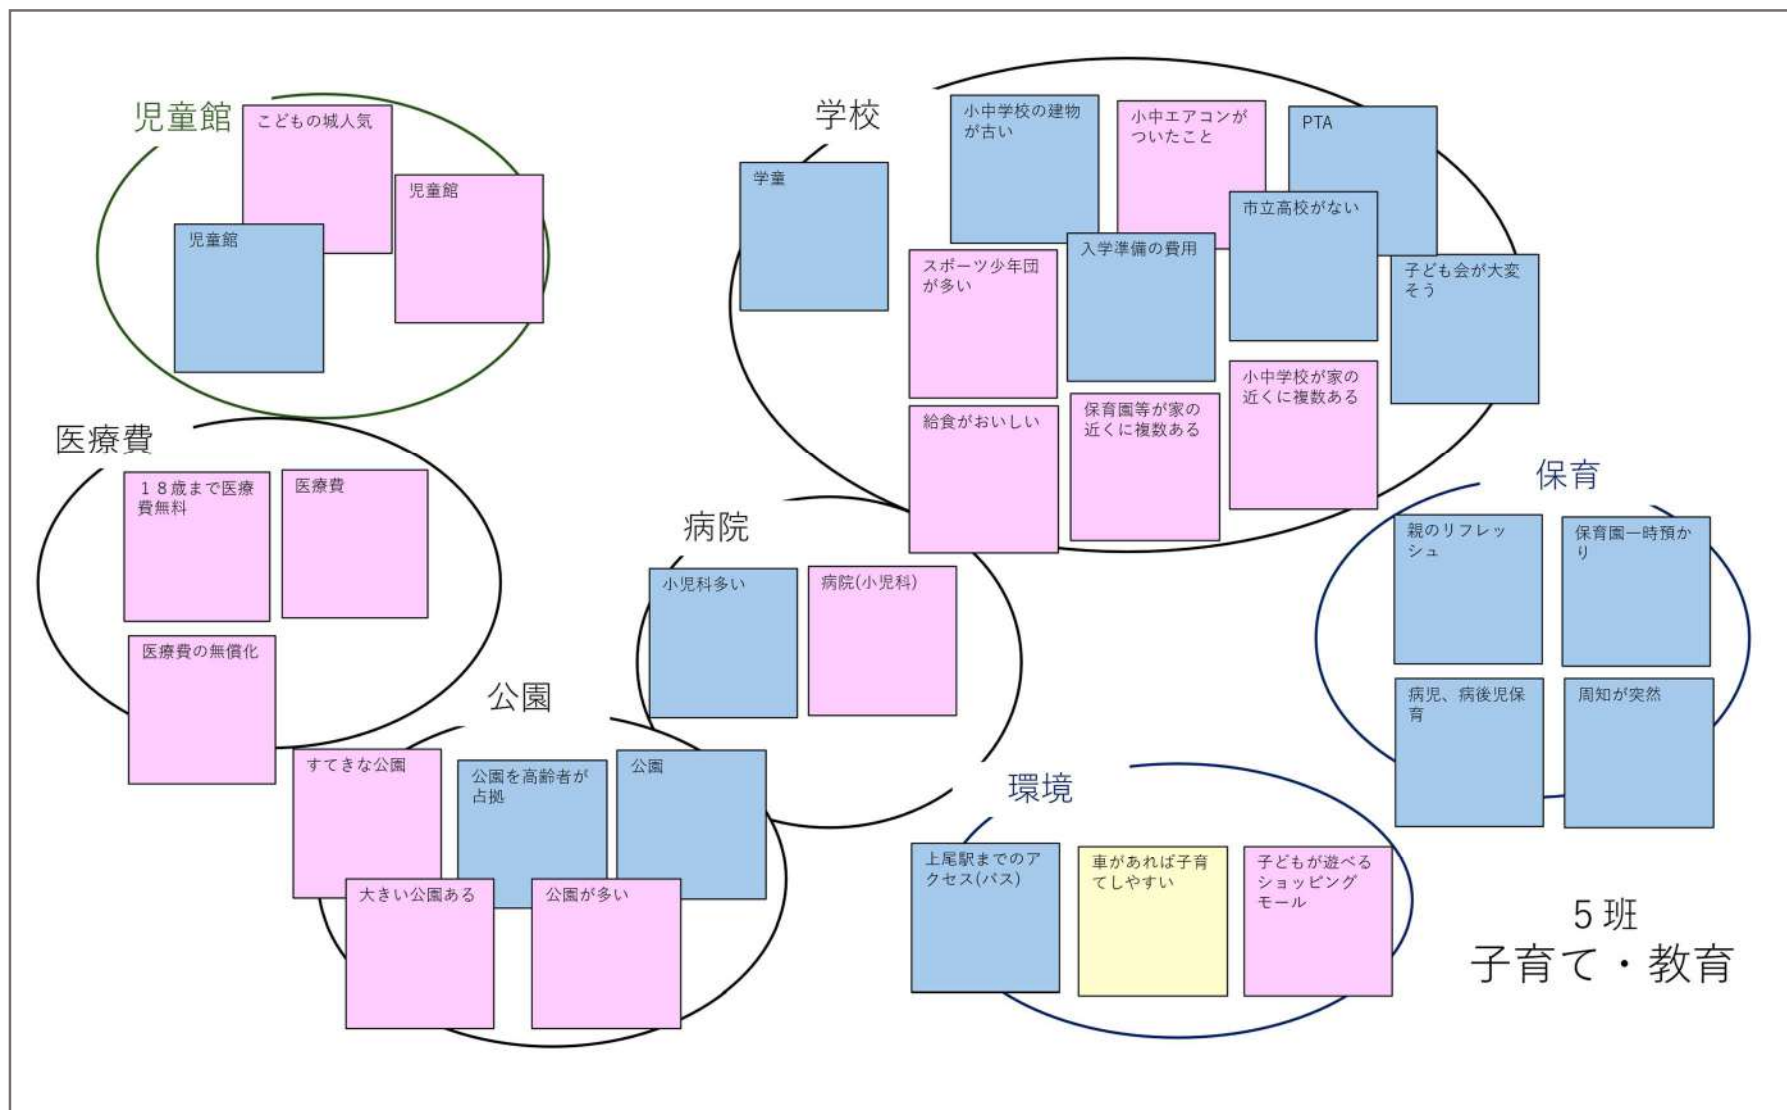 児童館
こどもの城人気
児童館
児童館
学校
学童
小中学校の建物
が古い
小中エアコンが
ついたこと
PTA
市立高校がない
入学準備の費用
スポーツ少年団
が多い
子ども会が大変
そう
給食がおいしい
保育園等が家の
近くに複数ある
小中学校が家の
近くに複数ある
医療費
18歳まで医療
費無料
医療費
医療費の無償化
病院
小児科多い
病院(小児科)
保育
親のリフレッ
シュ
保育園一時預か
り
病児、病後児保
育
周知が突然
公園
すてきな公園
公園を高齢者が
占拠
公園
大きい公園ある
公園が多い
環境
上尾駅までのア
クセス(バス)
車があれば子育
てしやすい
子どもが遊べる
ショッピング
モール
5班
子育て・教育